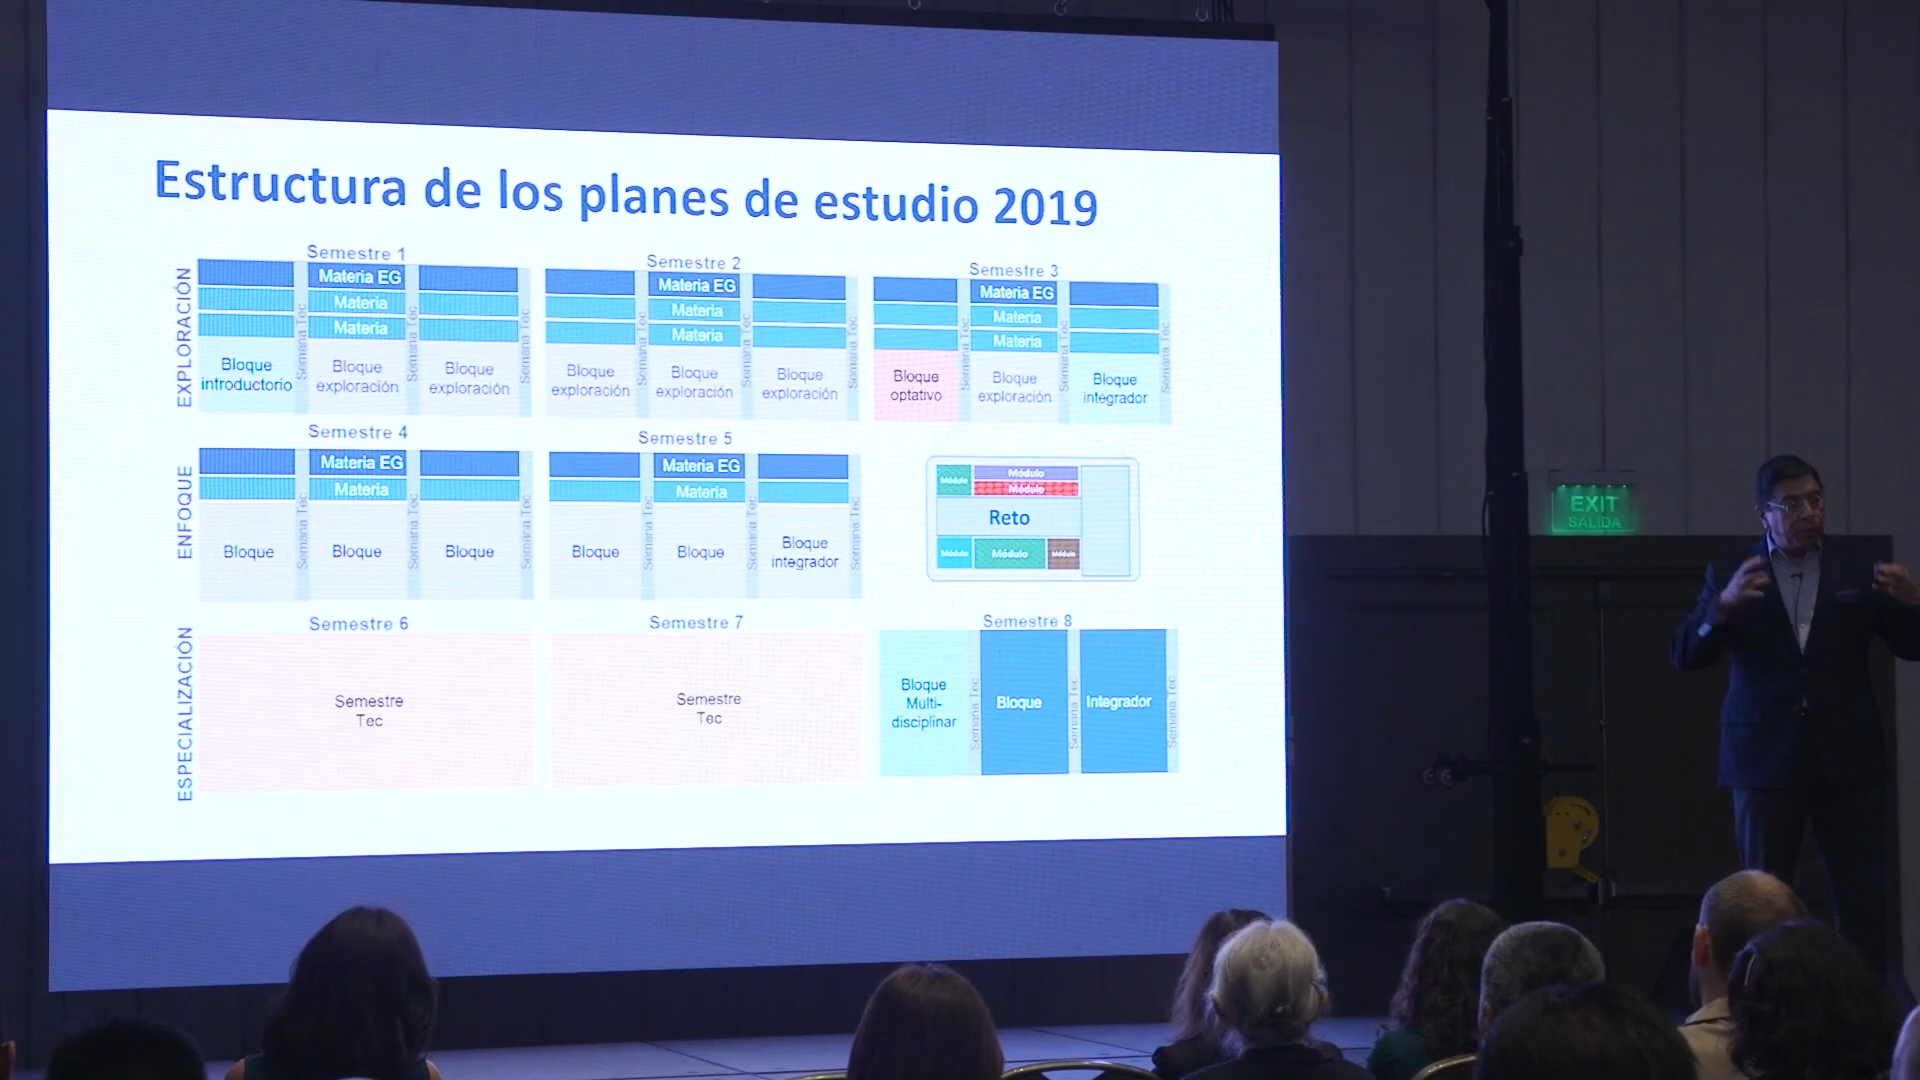 Estructura de los planes de estudio 2019
EXPLORACIÓN
Semestre 1
Materia EG
Materia
Materia
Bloque
introductorio
Semana Tec
Bloque
exploración
Semana Tec
Bloque
exploración
Semana Tec
Semestre 2
Materia EG
Materia
Materia
Bloque
exploración
Semana Tec
Bloque
exploración
Semana Tec
Bloque
exploración
Semana Tec
Semestre 3
Materia EG
Materia
Materia
Bloque
optativo
Semana Tec
Bloque
exploración
Semana Tec
Bloque
integrador
Semana Tec
ENFOQUE
Semestre 4
Materia EG
Materia
Bloque
Semana Tec
Bloque
Semana Tec
Bloque
Semana Tec
Semestre 5
Materia EG
Materia
Bloque
Semana Tec
Bloque
Semana Tec
Bloque
integrador
Semana Tec
Módulo
Módulo
Módulo
Reto
Módulo
Módulo
Módulo
ESPECIALIZACIÓN
Semestre 6
Semestre
Tec
Semestre 7
Semestre
Tec
Semestre 8
Bloque
Multi-
disciplinar
Semana Tec
Bloque
Semana Tec
Integrador
Semana Tec
EXIT
SALIDA